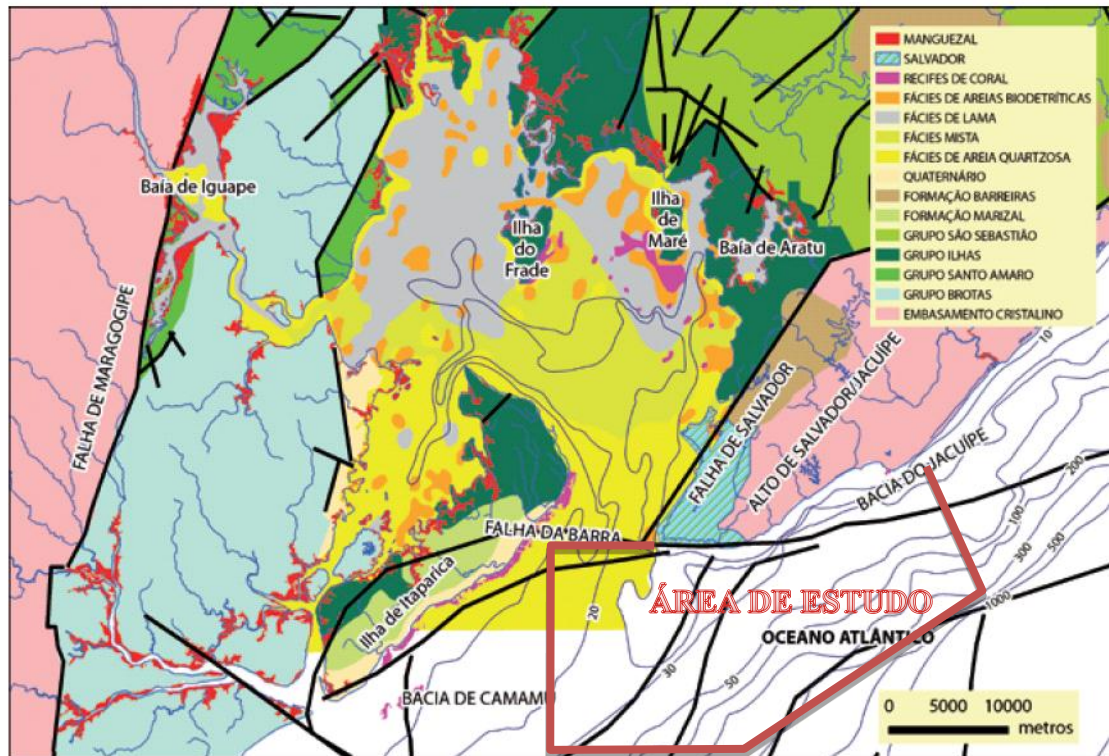 MANGUEZAL
SALVADOR
RECIFES DE CORAL
FÁCIES DE AREIAS BIODETRÍTICAS
FÁCIES DE LAMA
FÁCIES MISTA
FÁCIES DE AREIA QUARTZOSA
QUATERNÁRIO
FORMAÇÃO BARREIRAS
FORMAÇÃO MARIZAL
GRUPO SÃO SEBASTIÃO
GRUPO ILHAS
GRUPO SANTO AMARO
GRUPO BROTAS
EMBASAMENTO CRISTALINO
Baía de Iguape
Ilha
do
Frade
Ilha
de
Maré
Baía de Aratu
FALHA DE MARAGOGIPE
FALHA DE SALVADOR
ALTO DE SALVADOR/JACUÍPE
BACIA DO JACUÍPE
10
200
100
300
500
1000
FALHA DA BARRA
Ilha de Itaparica
20
30
50
ÁREA DE ESTUDO
OCEANO ATLÂNTICO
BACIA DE CAMAMU
0 5000 10000
metros